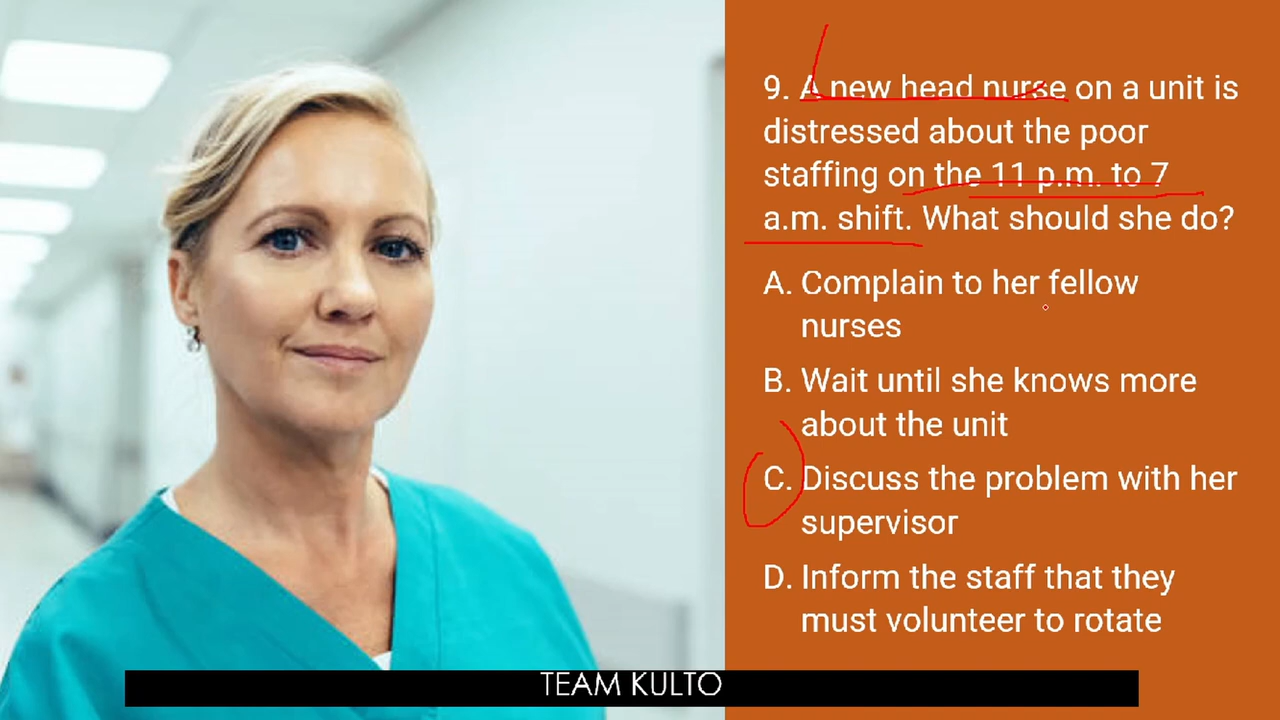 9. A new head nurse on a unit is
distressed about the poor
staffing on the 11 p.m. to 7
a.m. shift. What should she do?
A. Complain to her fellow
nurses
B. Wait until she knows more
about the unit
C. Discuss the problem with her
supervisor
D. Inform the staff that they
must volunteer to rotate
TEAM KULTO